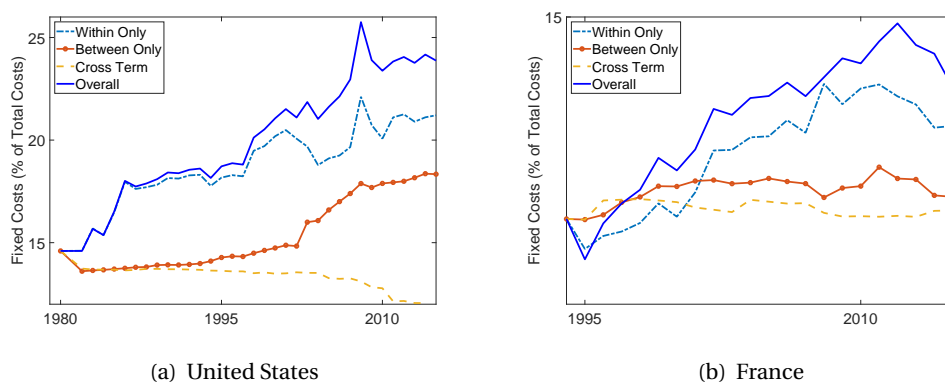 Fixed Costs (% of Total Costs)
25
20
15
1980
1995
2010
Within Only
Between Only
Cross Term
Overall
(a) United States
Fixed Costs (% of Total Costs)
15
1995
2010
Within Only
Between Only
Cross Term
Overall
(b) France